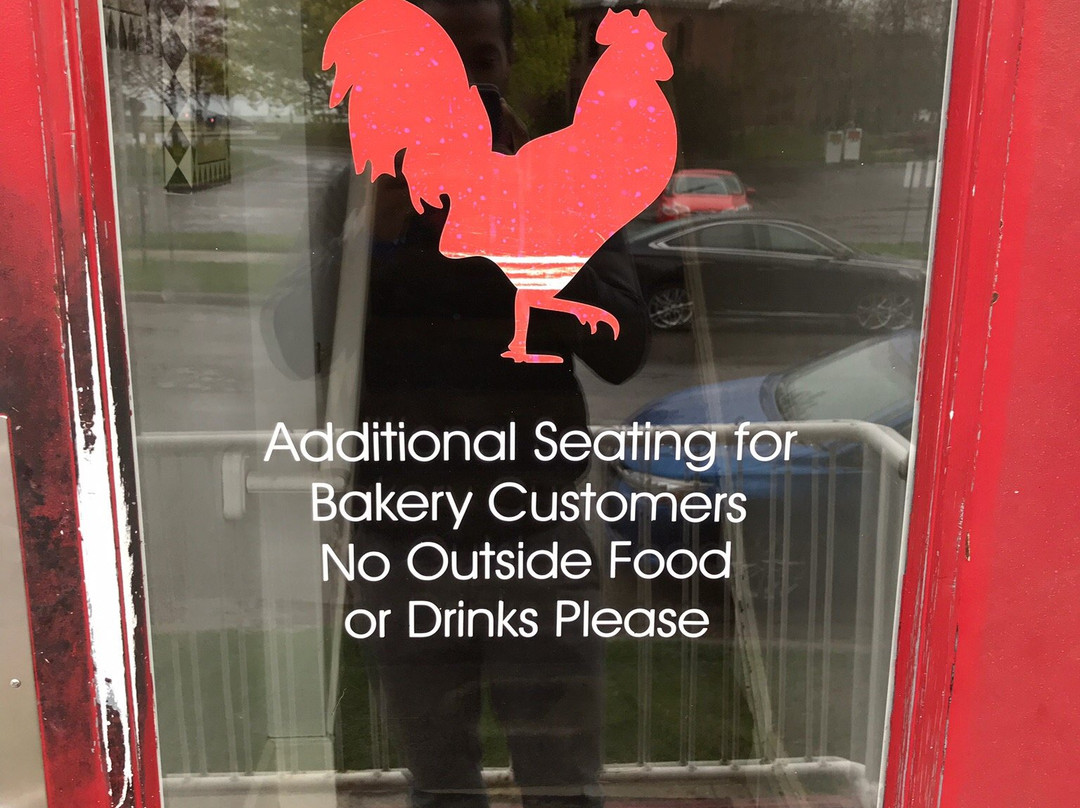 Additional Seating for
Bakery Customers
No Outside Food
or Drinks Please